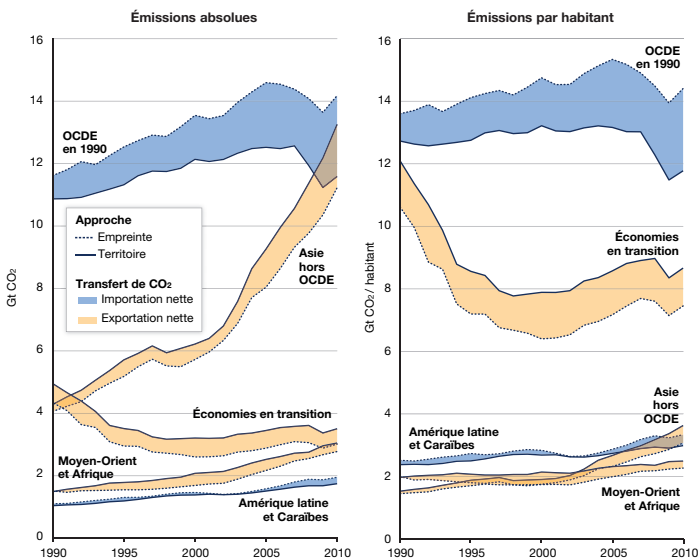 Émissions absolues
16
14
12
10
8
6
4
2
0
Gt CO₂
1990
1995
2000
2005
2010
OCDE
en 1990
Approche
Empreinte
Territoire
Transfert de CO₂
Importation nette
Exportation nette
Asie
hors
OCDE
Économies en transition
Moyen-Orient
et Afrique
Amérique latine
et Caraïbes
Émissions par habitant
16
14
12
10
8
6
4
2
0
Gt CO₂/ habitant
1990
1995
2000
2005
2010
OCDE
en 1990
Économies
en transition
Asie
hors
OCDE
Amérique latine
et Caraïbes
Moyen-Orient
et Afrique